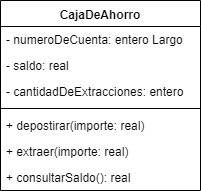 CajaDeAhorro
- numeroDeCuenta: entero Largo
- saldo: real
- cantidadDeExtracciones: entero
+ depostirar(importe: real)
+ extraer(importe: real)
+ consultarSaldo(): real